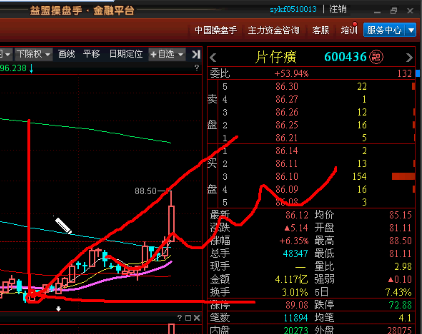 益盟操盘手·金融平台
sykf0510013 | 注销
中国操盘手 主力资金咨询 客服 培训 服务中心
下除权 画线 平移 日期定位 +自选
片仔癀 600436
96.238
?
委比 +53.94% 132
卖盘
5 86.30 22
4 86.27 1
3 86.26 12
2 86.25 16
1 86.21 5
买盘
1 86.14 2
2 86.11 13
3 86.10 154
4 86.09 16
5 86.08 3
88.50
最新 86.12 均价 85.15
涨跌 ▲5.14 开盘 81.11
涨幅 +6.35% 最高 88.50
总手 48347 最低 81.11
现手 — 量比 2.98
金额 4.117亿 强弱 ▲0.10
换手 3.01% 5日 7.43%
涨停 89.08 跌停 72.88
笔数 11894 均笔 4.1
内盘 20273 外盘 28075